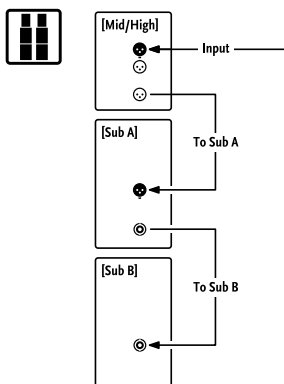 [Mid/High]
Input
To Sub A
[Sub A]
To Sub B
[Sub B]